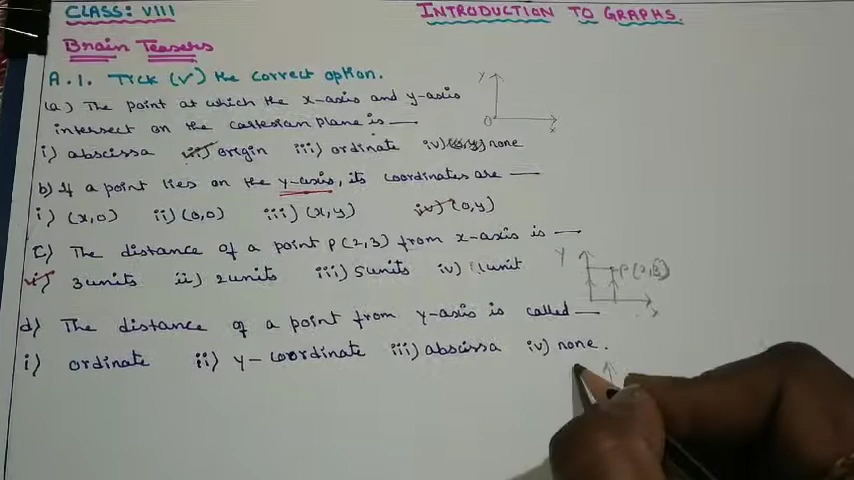 CLASS: VIII
INTRODUCTION TO GRAPHS.
Brain Teasers
A.1. Tick (✓) the correct option.
(a) The point at which the x-axis and y-axis
intersect on the cartesian plane is ——
i) abscissa ii) origin iii) ordinate iv) none
b) If a point lies on the y-axis, its coordinates are ——
i) (x,0) ii) (0,0) iii) (x,y) iv) (0,y)
c) The distance of a point P(2,3) from x-axis is ——
i) 3units ii) 2units iii) 5units iv) 1unit
d) The distance of a point from y-axis is called ——
i) ordinate ii) y-coordinate iii) abscissa iv) none.
Y
O
X
Y
P(2,3)
X